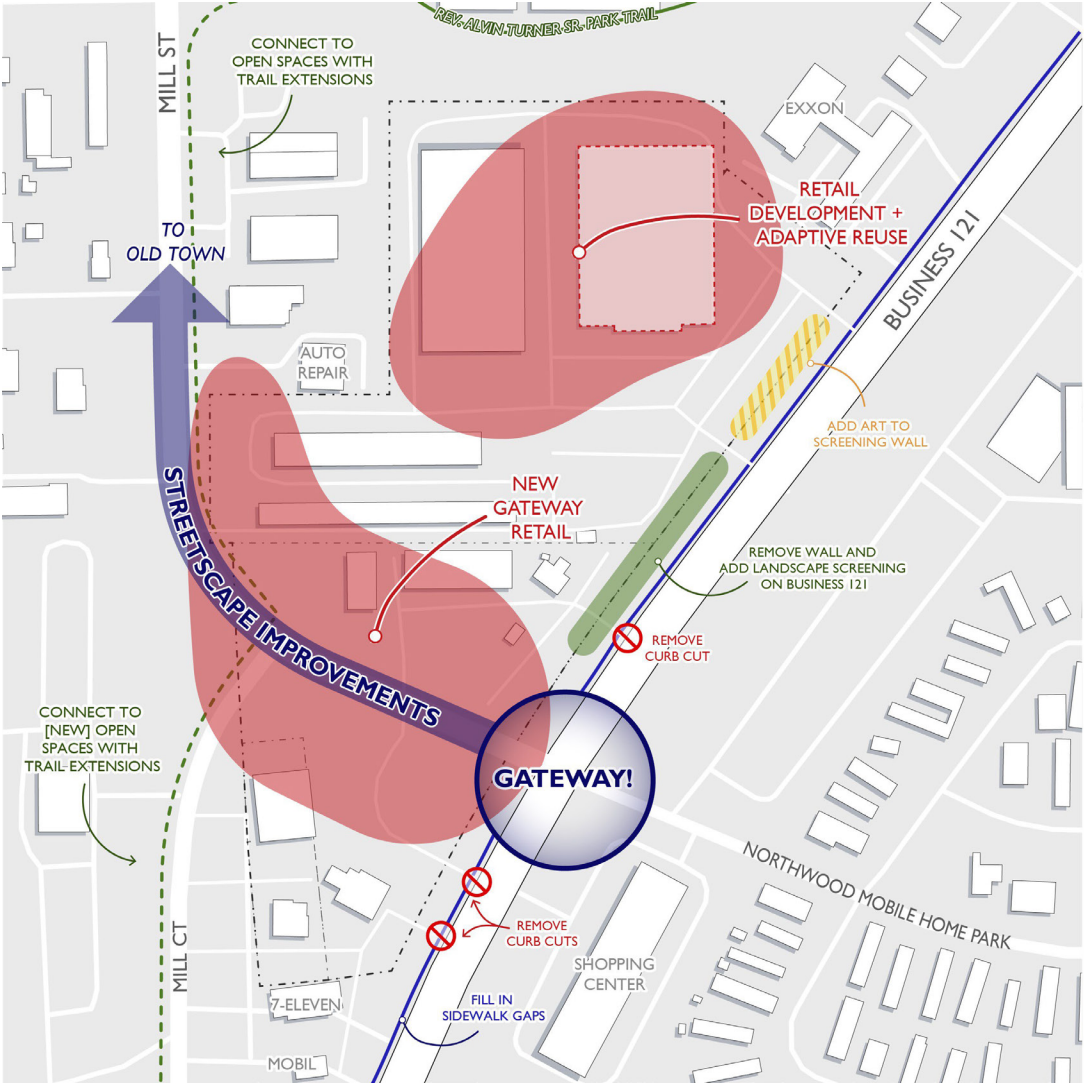 REV. ALVIN TURNER SR. PARK TRAIL
MILL ST
CONNECT TO
OPEN SPACES WITH
TRAIL EXTENSIONS
EXXON
RETAIL
DEVELOPMENT +
ADAPTIVE REUSE
BUSINESS 121
TO
OLD TOWN
AUTO
REPAIR
ADD ART TO
SCREENING WALL
NEW
GATEWAY
RETAIL
STREETSCAPE IMPROVEMENTS
REMOVE WALL AND
ADD LANDSCAPE SCREENING
ON BUSINESS 121
REMOVE
CURB CUT
CONNECT TO
[NEW] OPEN
SPACES WITH
TRAIL EXTENSIONS
GATEWAY!
NORTHWOOD MOBILE HOME PARK
REMOVE
CURB CUTS
MILL CT
SHOPPING
CENTER
7-ELEVEN
FILL IN
SIDEWALK GAPS
MOBIL